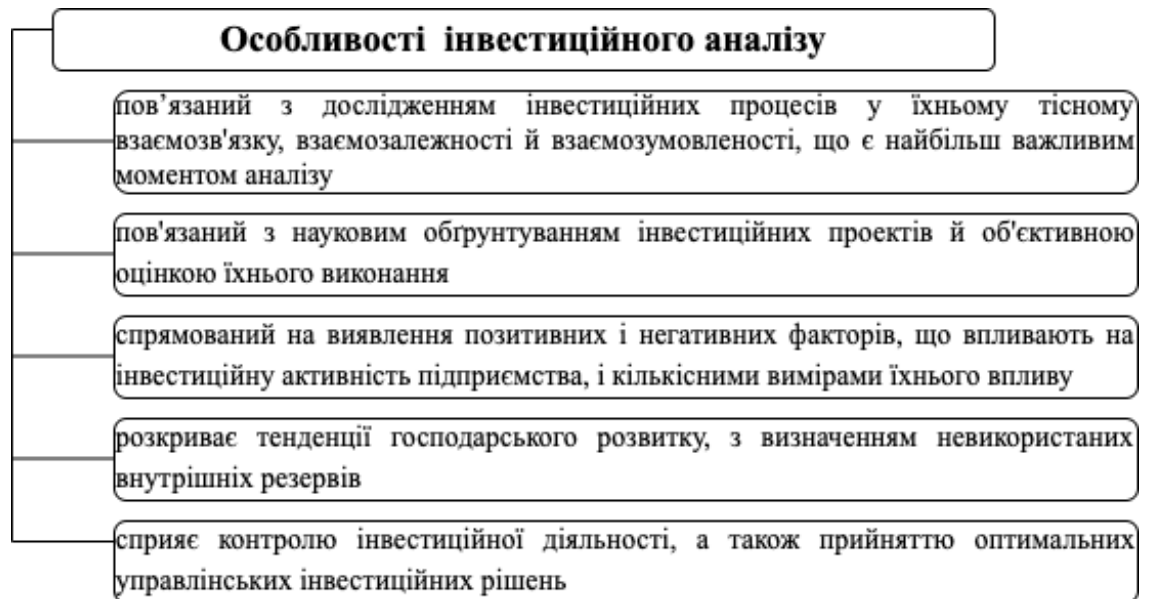 Особливості інвестиційного аналізу
пов’язаний з дослідженням інвестиційних процесів у їхньому тісному
взаємозв'язку, взаємозалежності й взаємозумовленості, що є найбільш важливим
моментом аналізу
пов'язаний з науковим обґрунтуванням інвестиційних проектів й об'єктивною
оцінкою їхнього виконання
спрямований на виявлення позитивних і негативних факторів, що впливають на
інвестиційну активність підприємства, і кількісними вимірами їхнього впливу
розкриває тенденції господарського розвитку, з визначенням невикористаних
внутрішніх резервів
сприяє контролю інвестиційної діяльності, а також прийняттю оптимальних
управлінських інвестиційних рішень